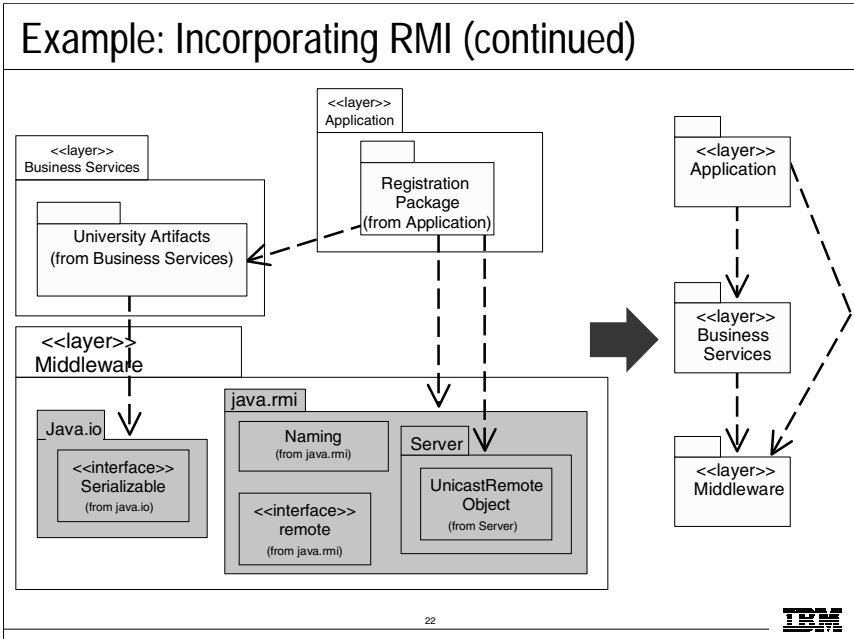 Example: Incorporating RMI (continued)
<<layer>>
Application
<<layer>>
Business Services
Registration
Package
(from Application)
University Artifacts
(from Business Services)
<<layer>>
Middleware
Java.io
<<interface>>
Serializable
(from java.io)
java.rmi
Naming
(from java.rmi)
<<interface>>
remote
(from java.rmi)
Server
UnicastRemote
Object
(from Server)
<<layer>>
Application
<<layer>>
Business
Services
<<layer>>
Middleware
22
IBM